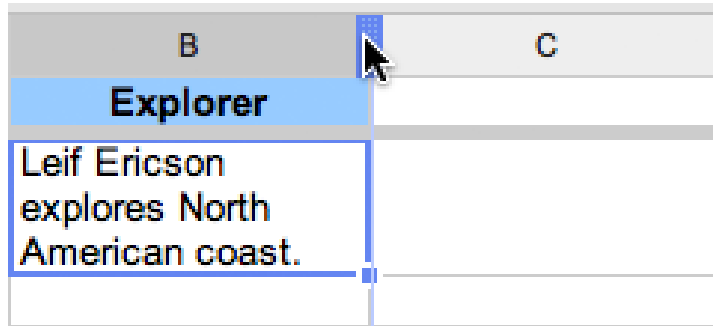 B C
Explorer
Leif Ericson
explores North
American coast.